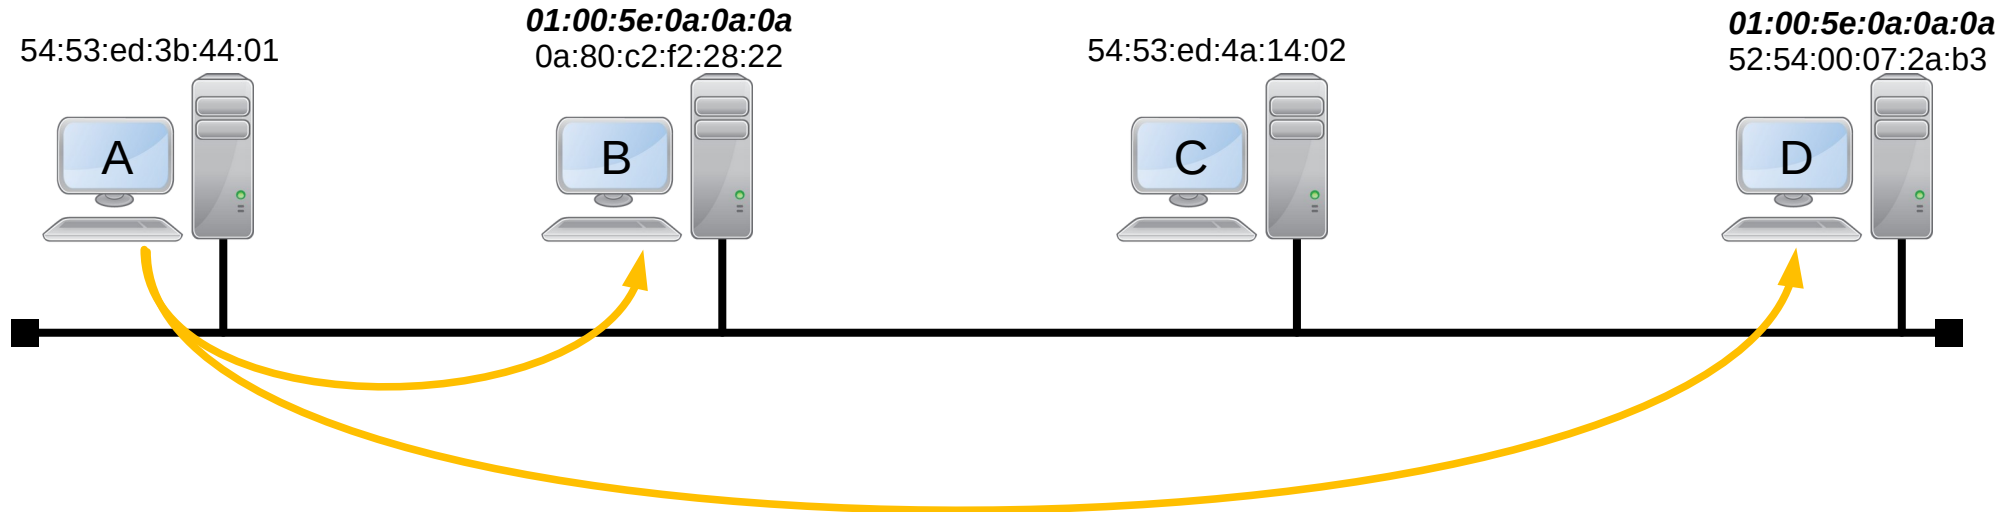 54:53:ed:3b:44:01
01:00:5e:0a:0a:0a
0a:80:c2:f2:28:22
54:53:ed:4a:14:02
01:00:5e:0a:0a:0a
52:54:00:07:2a:b3
A
B
C
D